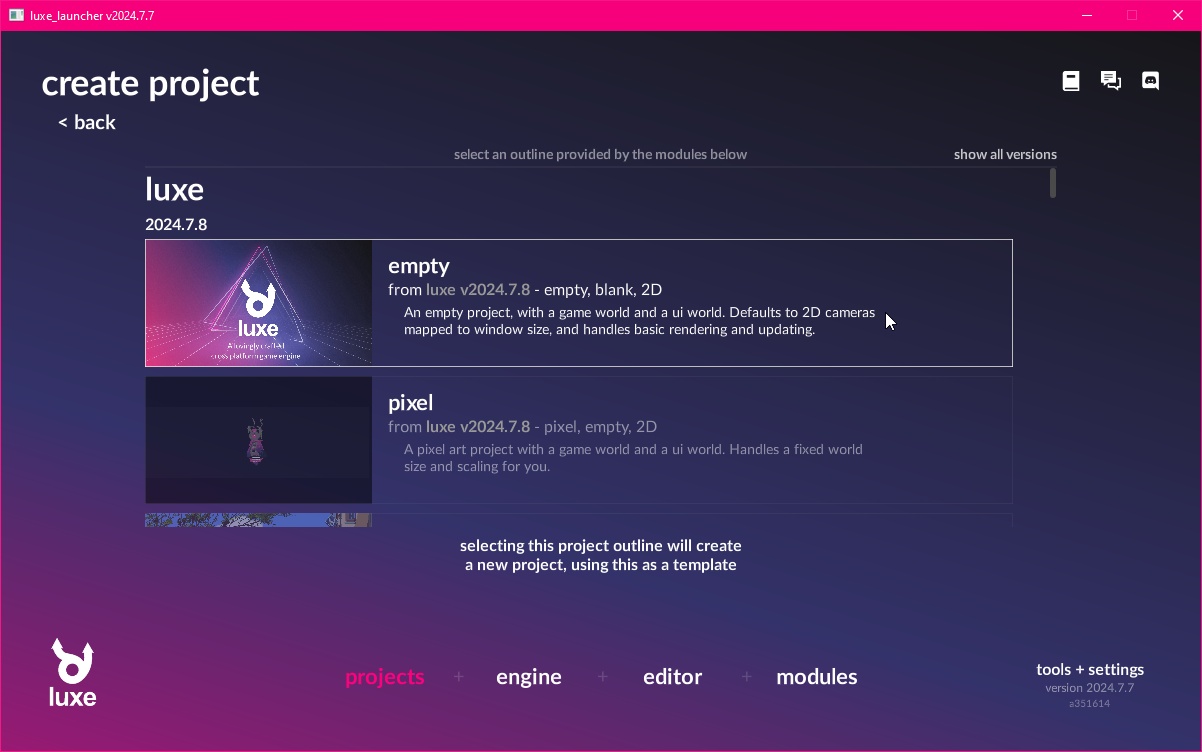 luxe_launcher v2024.7.7
create project
< back
select an outline provided by the modules below
show all versions
luxe
2024.7.8
luxe
A lovingly crafted
cross platform game engine
empty
from luxe v2024.7.8 - empty, blank, 2D
An empty project, with a game world and a ui world. Defaults to 2D cameras
mapped to window size, and handles basic rendering and updating.
pixel
from luxe v2024.7.8 - pixel, empty, 2D
A pixel art project with a game world and a ui world. Handles a fixed world
size and scaling for you.
selecting this project outline will create
a new project, using this as a template
luxe
projects + engine + editor + modules
tools + settings
version 2024.7.7
a351614